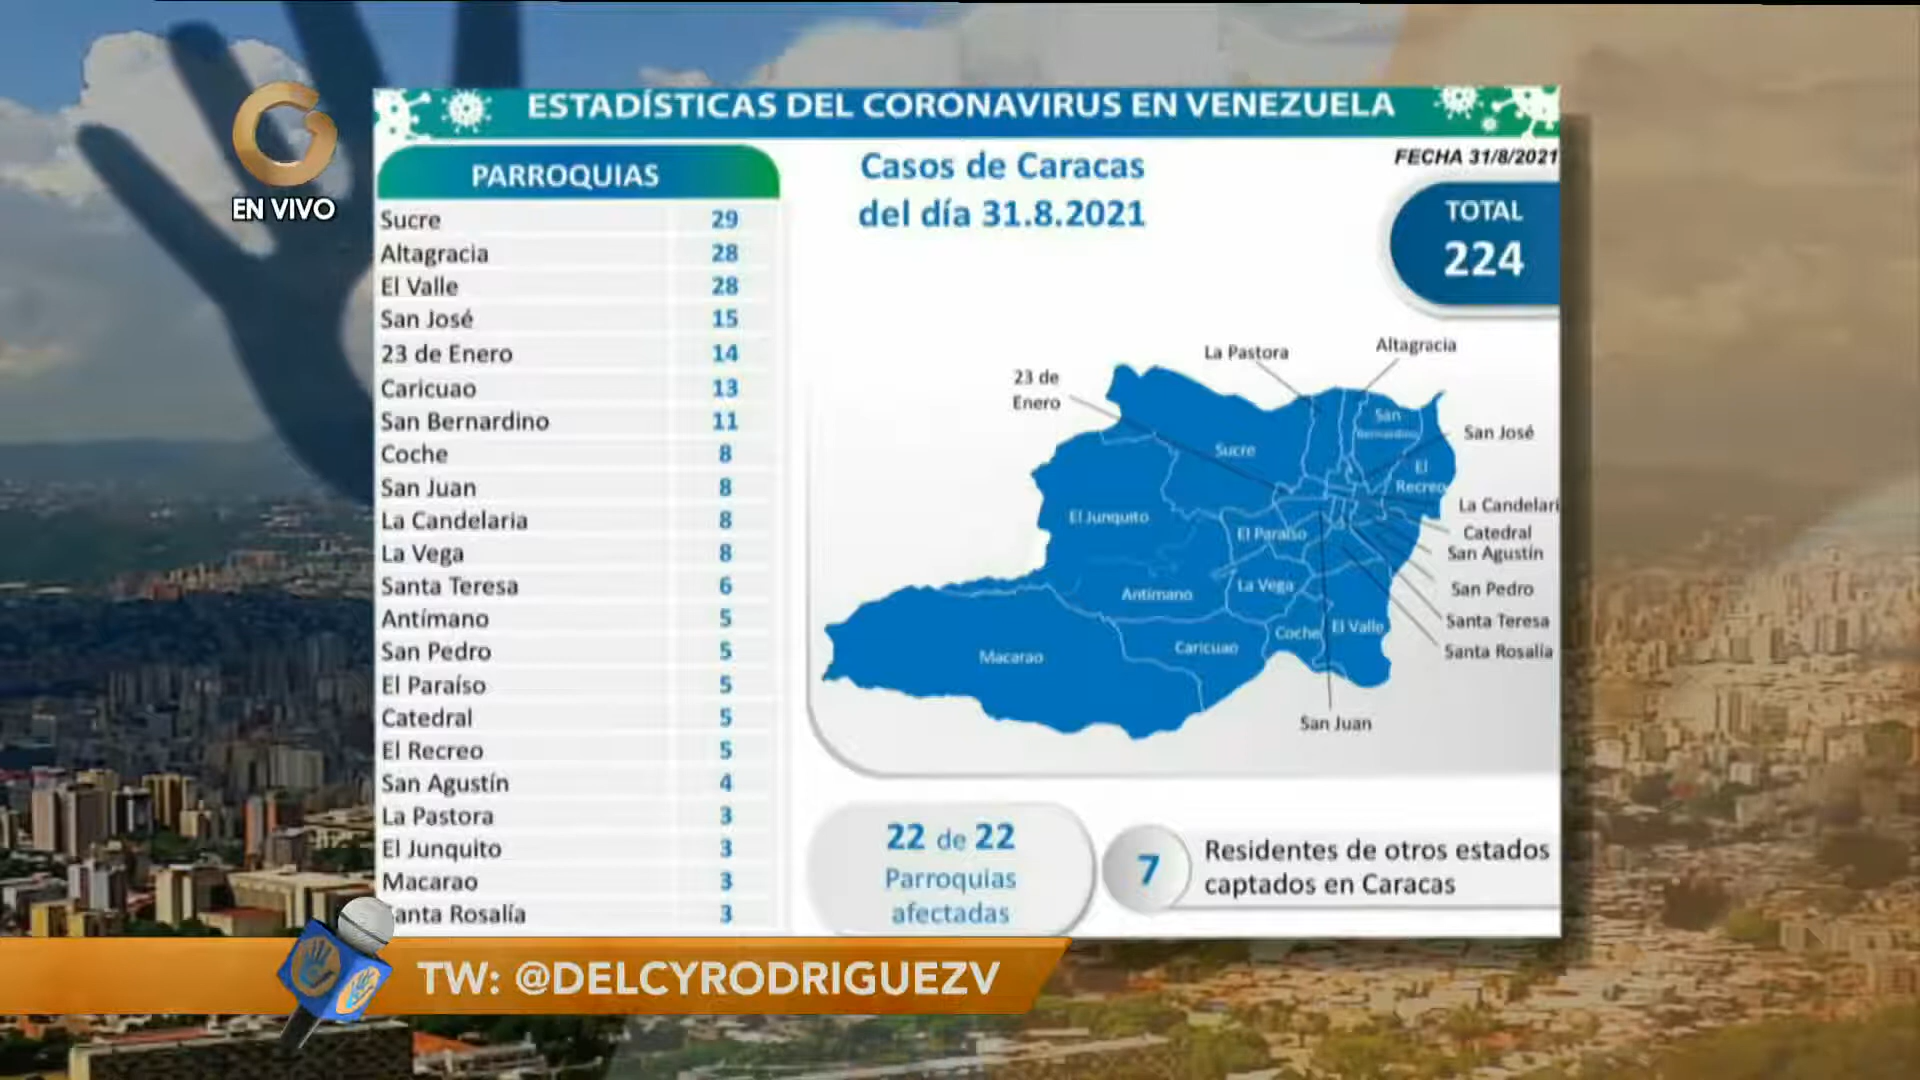 EN VIVO
ESTADÍSTICAS DEL CORONAVIRUS EN VENEZUELA
PARROQUIAS
Sucre 29
Altagracia 28
El Valle 28
San José 15
23 de Enero 14
Caricuao 13
San Bernardino 11
Coche 8
San Juan 8
La Candelaria 8
La Vega 8
Santa Teresa 6
Antímano 5
San Pedro 5
El Paraíso 5
Catedral 5
El Recreo 5
San Agustín 4
La Pastora 3
El Junquito 3
Macarao 3
anta Rosalía 3
Casos de Caracas
del día 31.8.2021
FECHA 31/8/2021
TOTAL
224
La Pastora
Altagracia
23 de
Enero
San
Bernardino
San José
Sucre
El
Recreo
El Junquito
La Candelari
El Paraíso
Catedral
San Agustín
La Vega
Antímano
San Pedro
Coche
El Valle
Santa Teresa
Caricuao
Macarao
Santa Rosalía
San Juan
22 de 22
Parroquias
afectadas
7
Residentes de otros estados
captados en Caracas
TW: @DELCYRODRIGUEZV